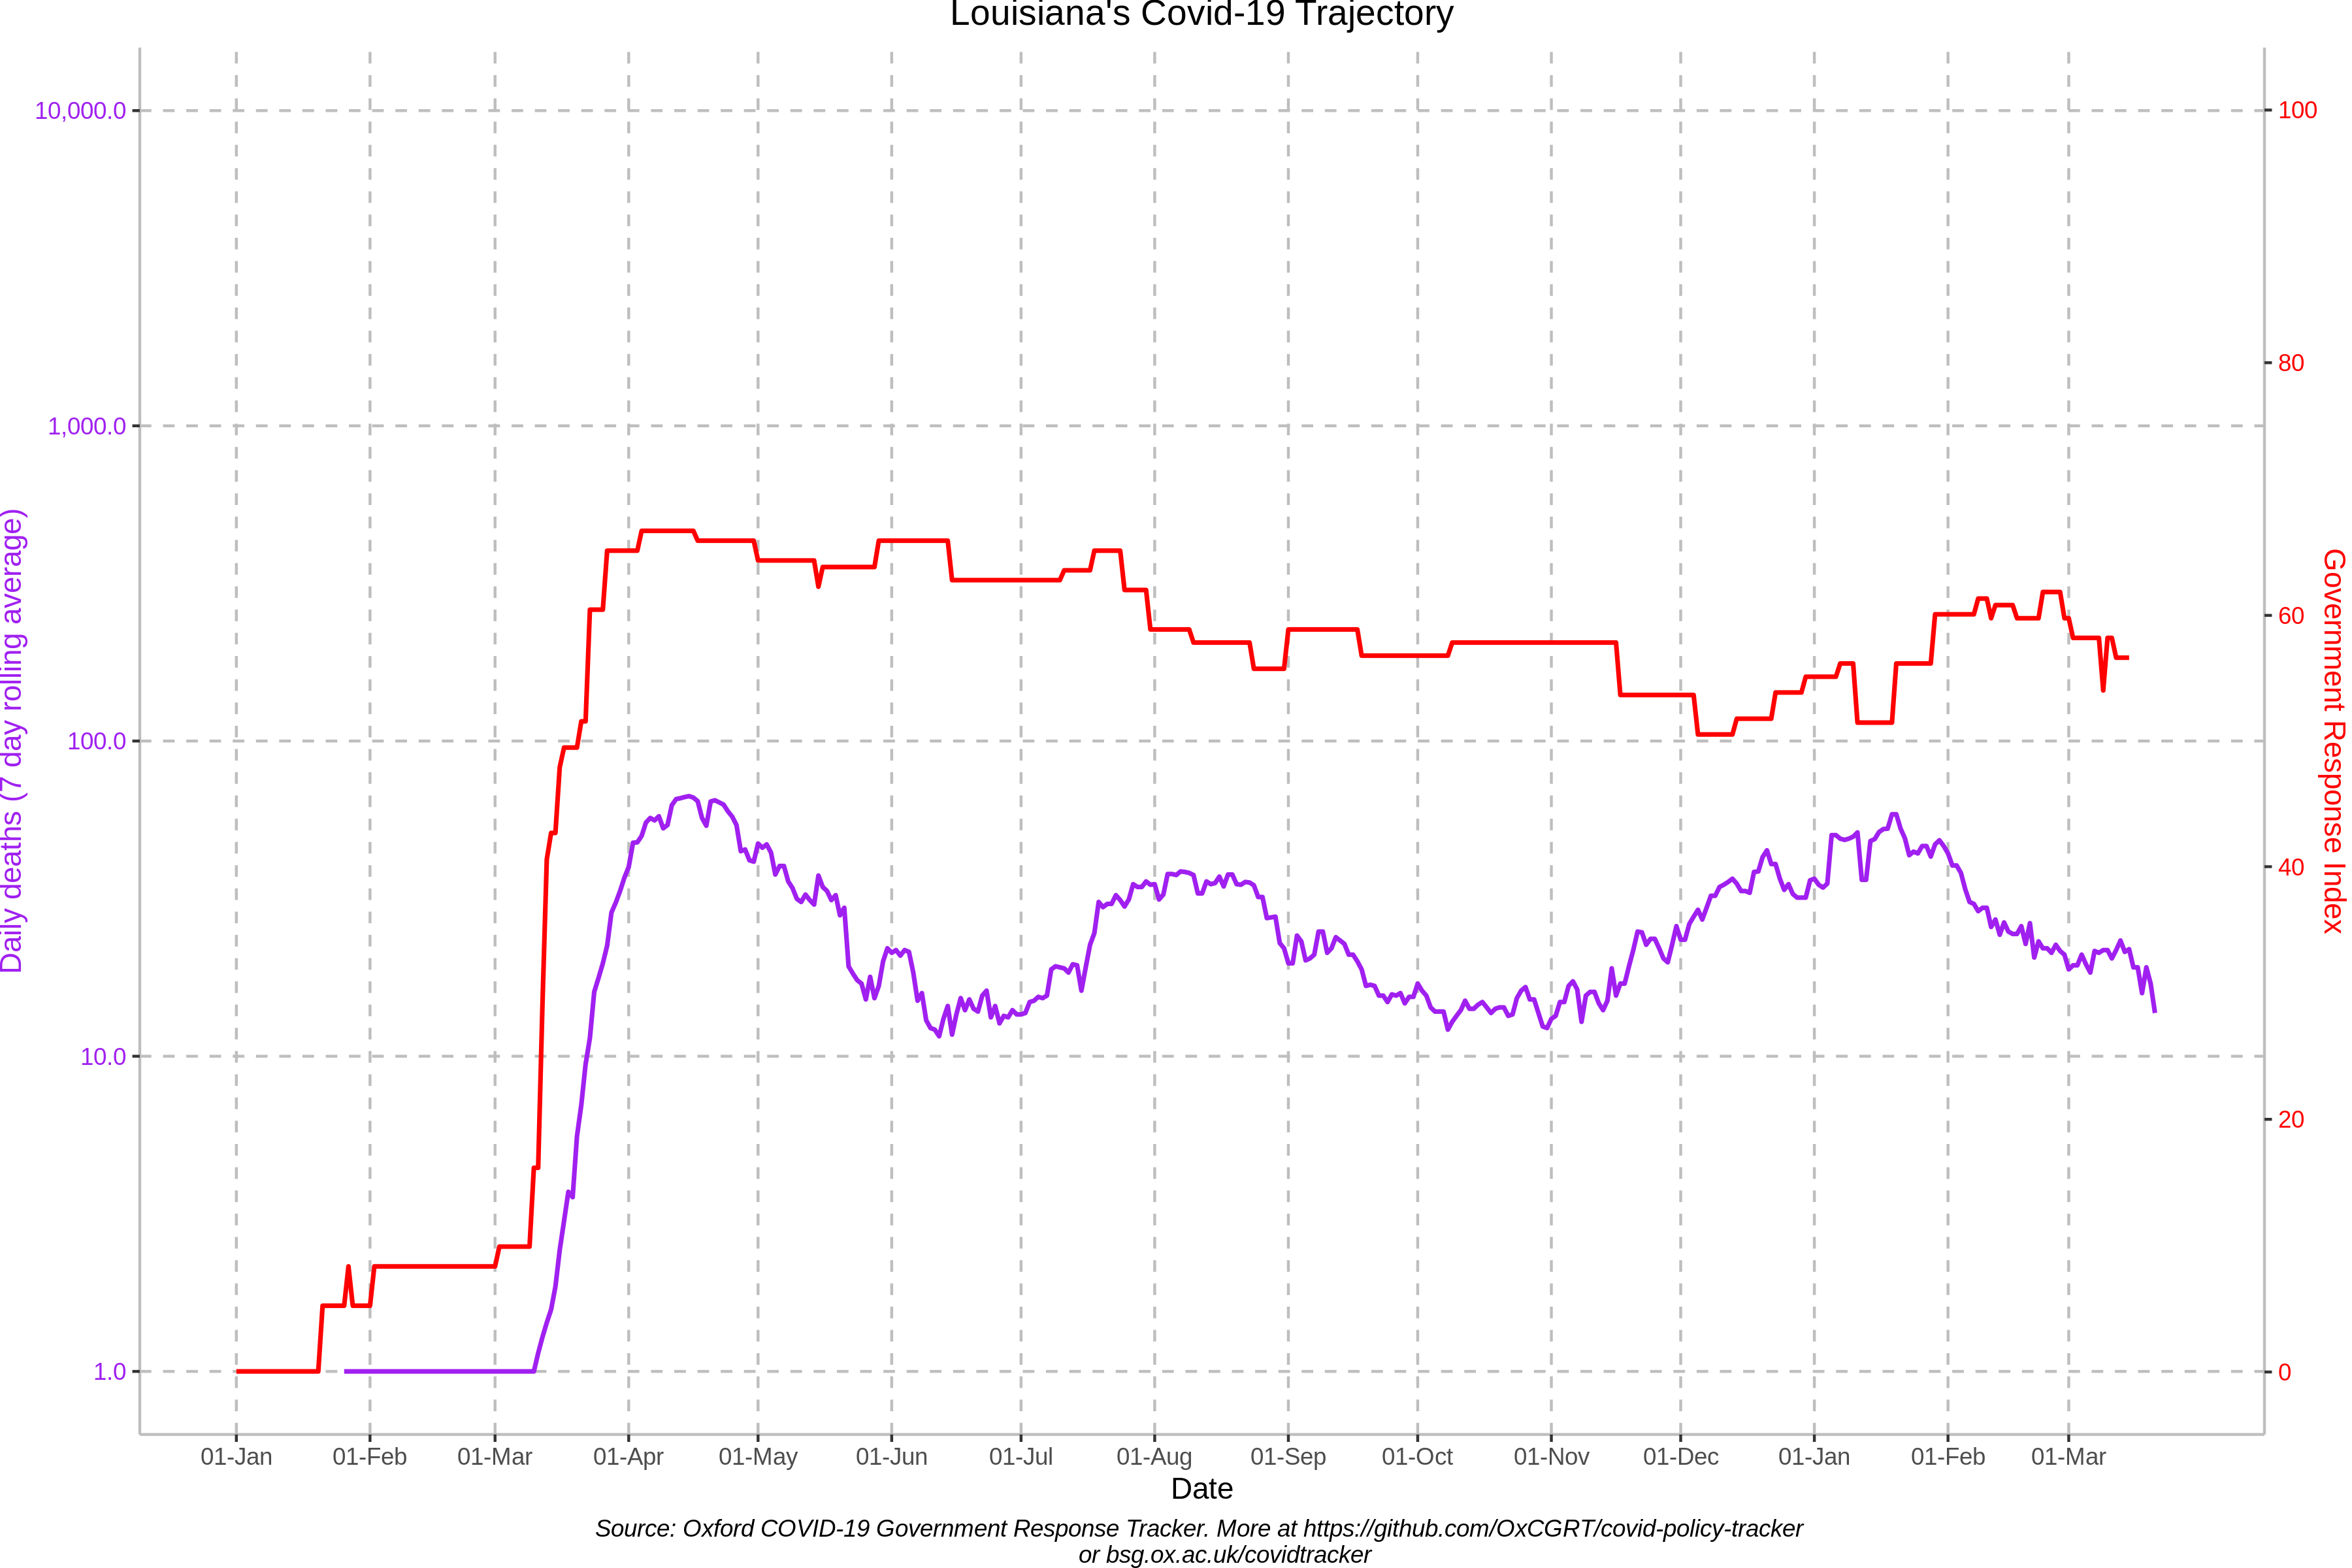 Louisiana's Covid-19 Trajectory
10,000.0
1,000.0
100.0
10.0
1.0
Daily deaths (7 day rolling average)
100
80
60
40
20
0
Government Response Index
01-Jan 01-Feb 01-Mar 01-Apr 01-May 01-Jun 01-Jul 01-Aug 01-Sep 01-Oct 01-Nov 01-Dec 01-Jan 01-Feb 01-Mar
Date
Source: Oxford COVID-19 Government Response Tracker. More at https://github.com/OxCGRT/covid-policy-tracker
or bsg.ox.ac.uk/covidtracker